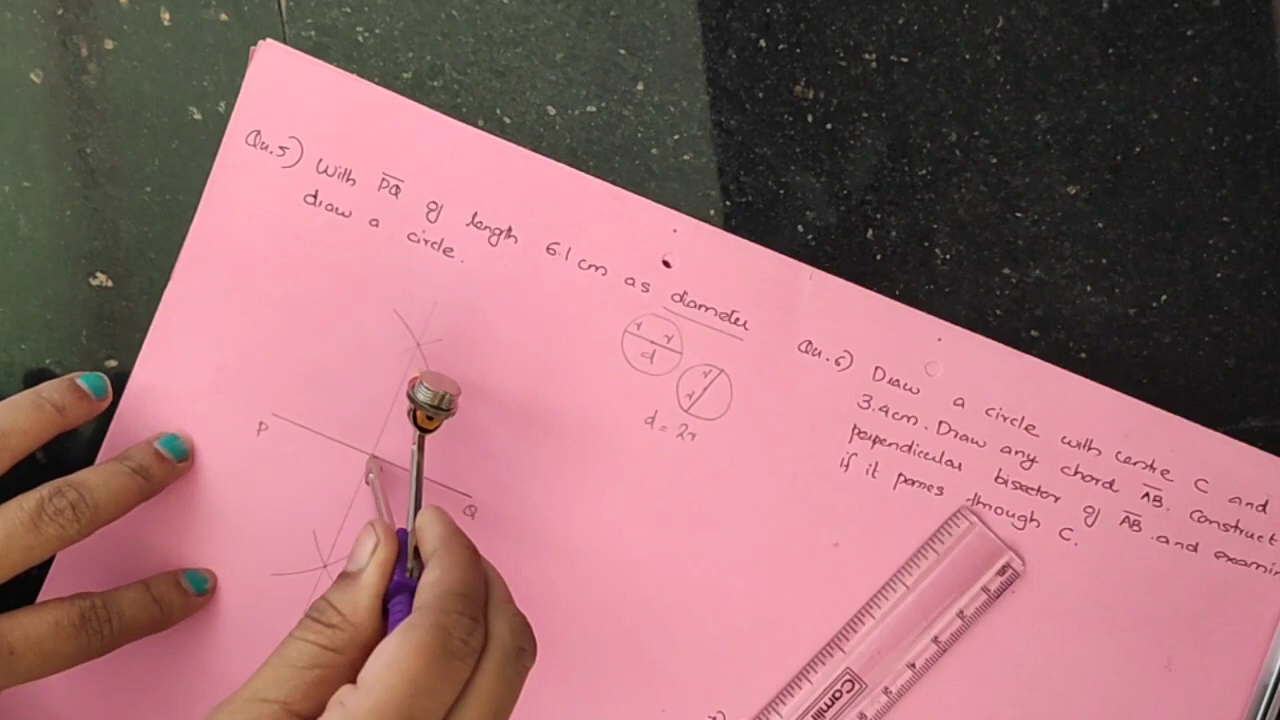 Qu.5) With PQ of length 6.1 cm as diameter
draw a circle.
r r
d
r
r
d = 2r
P
Q
Qu.6) Draw a circle with centre C and
3.4cm. Draw any chord AB. Construct
perpendicular bisector of AB and examin
if it passes through C.
Camlin